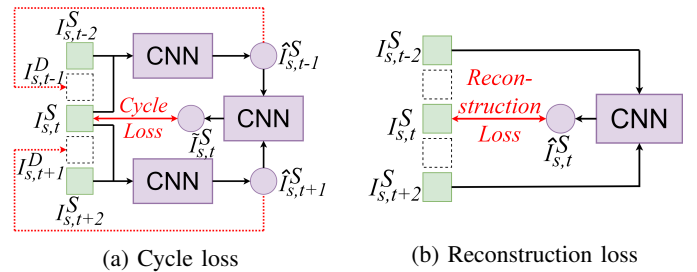 I^S_{s,t-2}
CNN
Î^S_{s,t-1}
I^D_{s,t-1}
I^S_{s,t}
Cycle
Loss
Ĩ^S_{s,t}
CNN
I^D_{s,t+1}
CNN
Î^S_{s,t+1}
I^S_{s,t+2}
(a) Cycle loss
I^S_{s,t-2}
Recon-
struction
Loss
I^S_{s,t}
Î^S_{s,t}
CNN
I^S_{s,t+2}
(b) Reconstruction loss